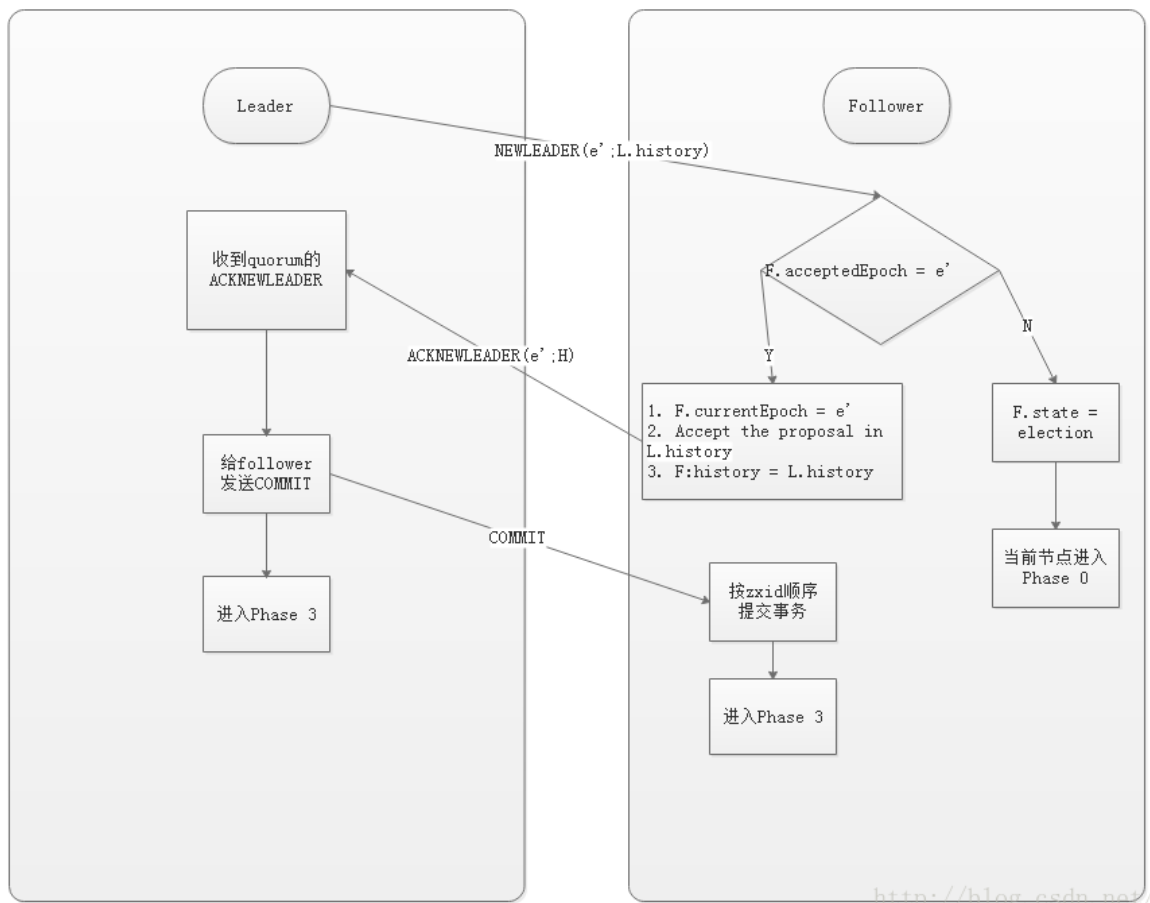 Leader
Follower
NEWLEADER(e';L.history)
收到quorum的
ACKNEWLEADER
F.acceptedEpoch = e'
N
Y
ACKNEWLEADER(e';H)
1. F.currentEpoch = e'
2. Accept the proposal in
L.history
3. F:history = L.history
F.state =
election
给follower
发送COMMIT
COMMIT
当前节点进入
Phase 0
按zxid顺序
提交事务
进入Phase 3
进入Phase 3
http://blog.csdn.net/